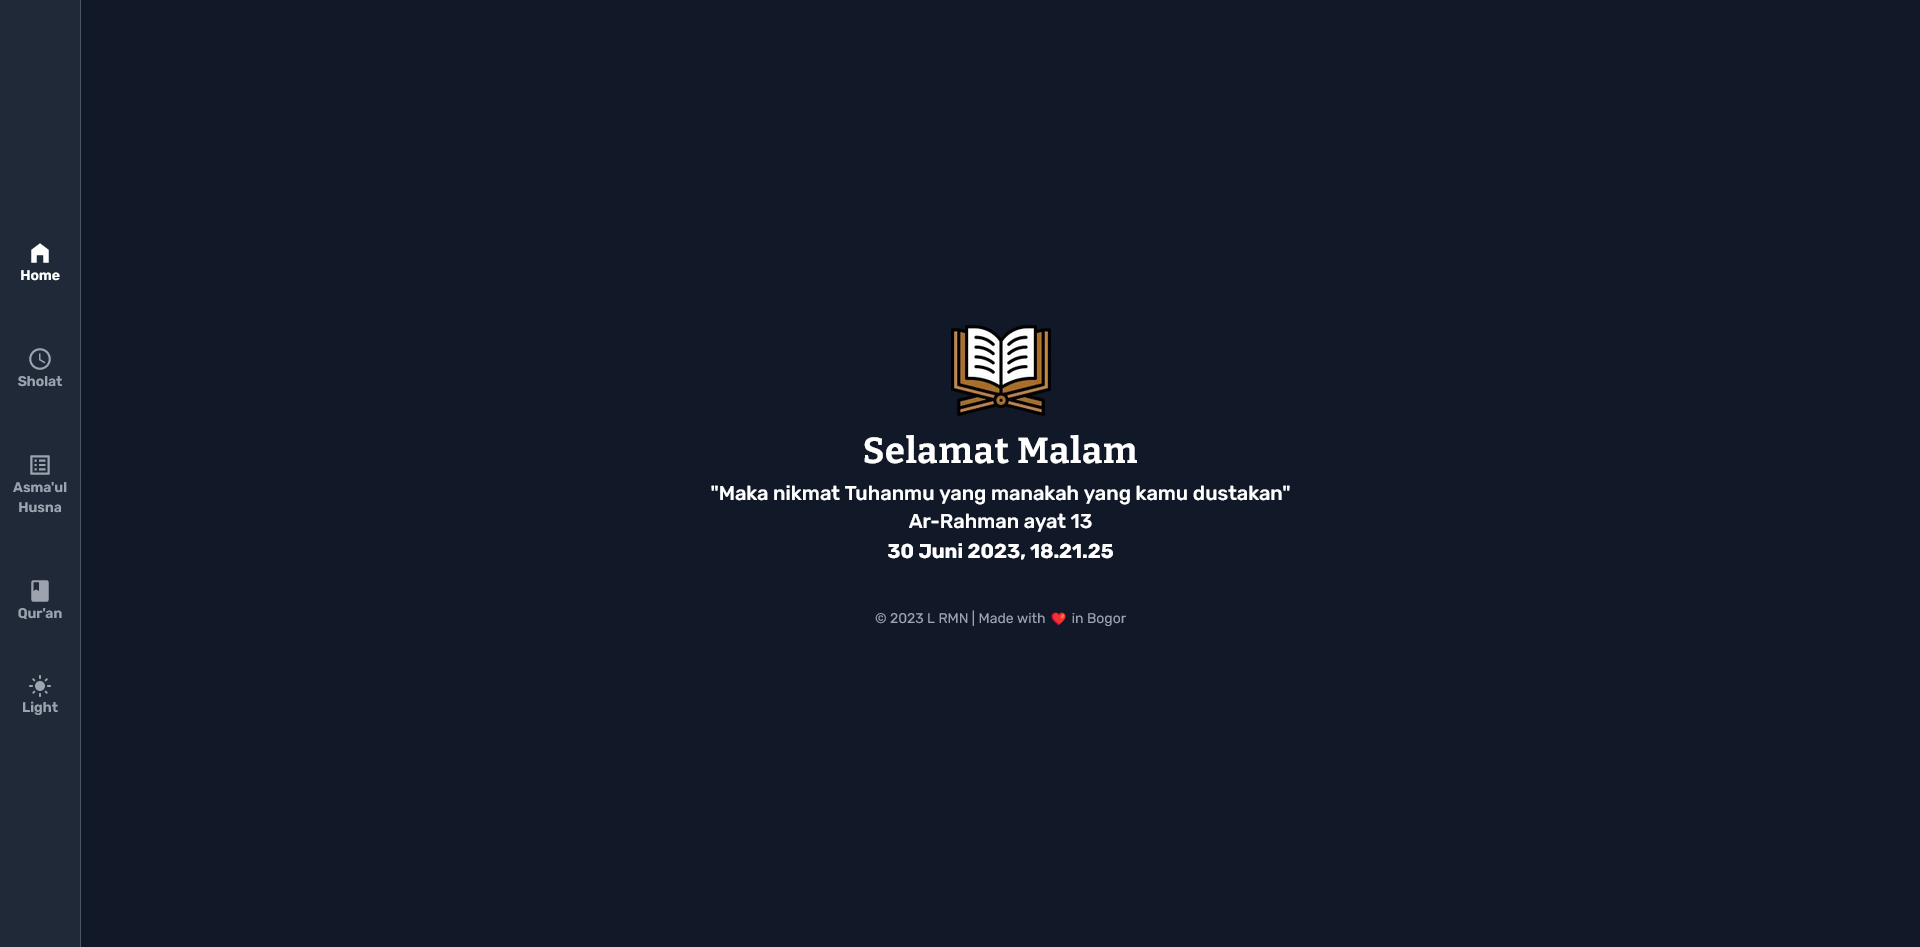 Home
Sholat
Asma'ul
Husna
Qur'an
Light
Selamat Malam
"Maka nikmat Tuhanmu yang manakah yang kamu dustakan"
Ar-Rahman ayat 13
30 Juni 2023, 18.21.25
© 2023 L RMN | Made with ❤️ in Bogor